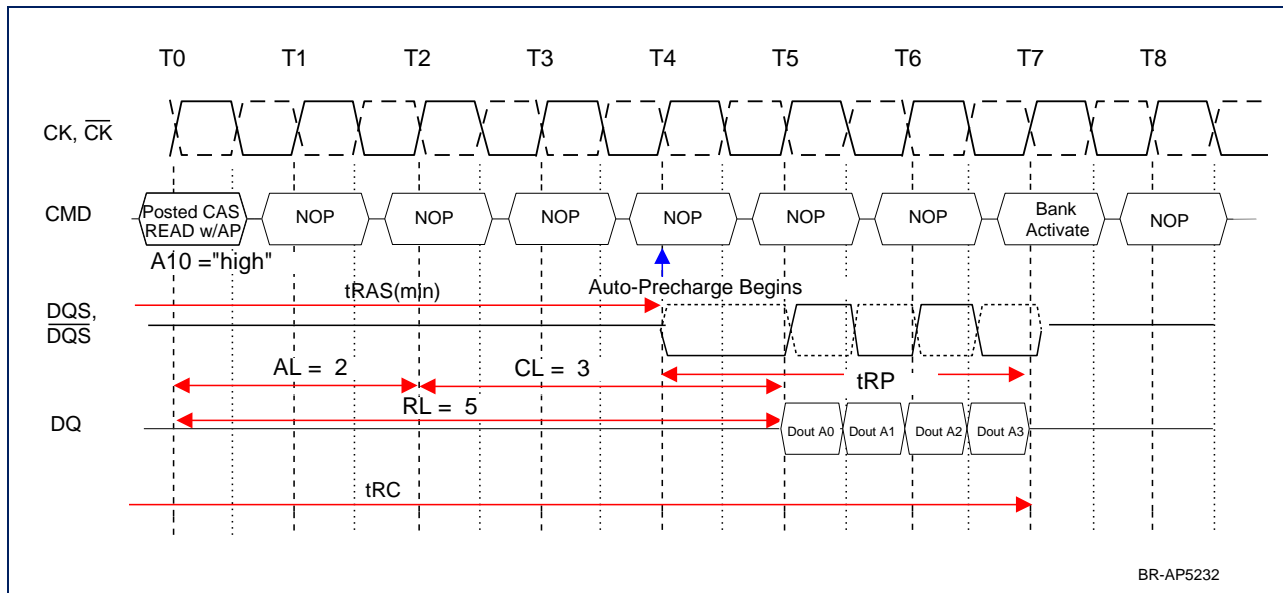 T0 T1 T2 T3 T4 T5 T6 T7 T8
CK, CK
CMD
Posted CAS
READ w/AP
NOP NOP NOP NOP NOP NOP
Bank
Activate
NOP
A10 ="high"
tRAS(min)
Auto-Precharge Begins
DQS,
DQS
AL = 2
CL = 3
tRP
RL = 5
DQ
Dout A0 Dout A1 Dout A2 Dout A3
tRC
BR-AP5232